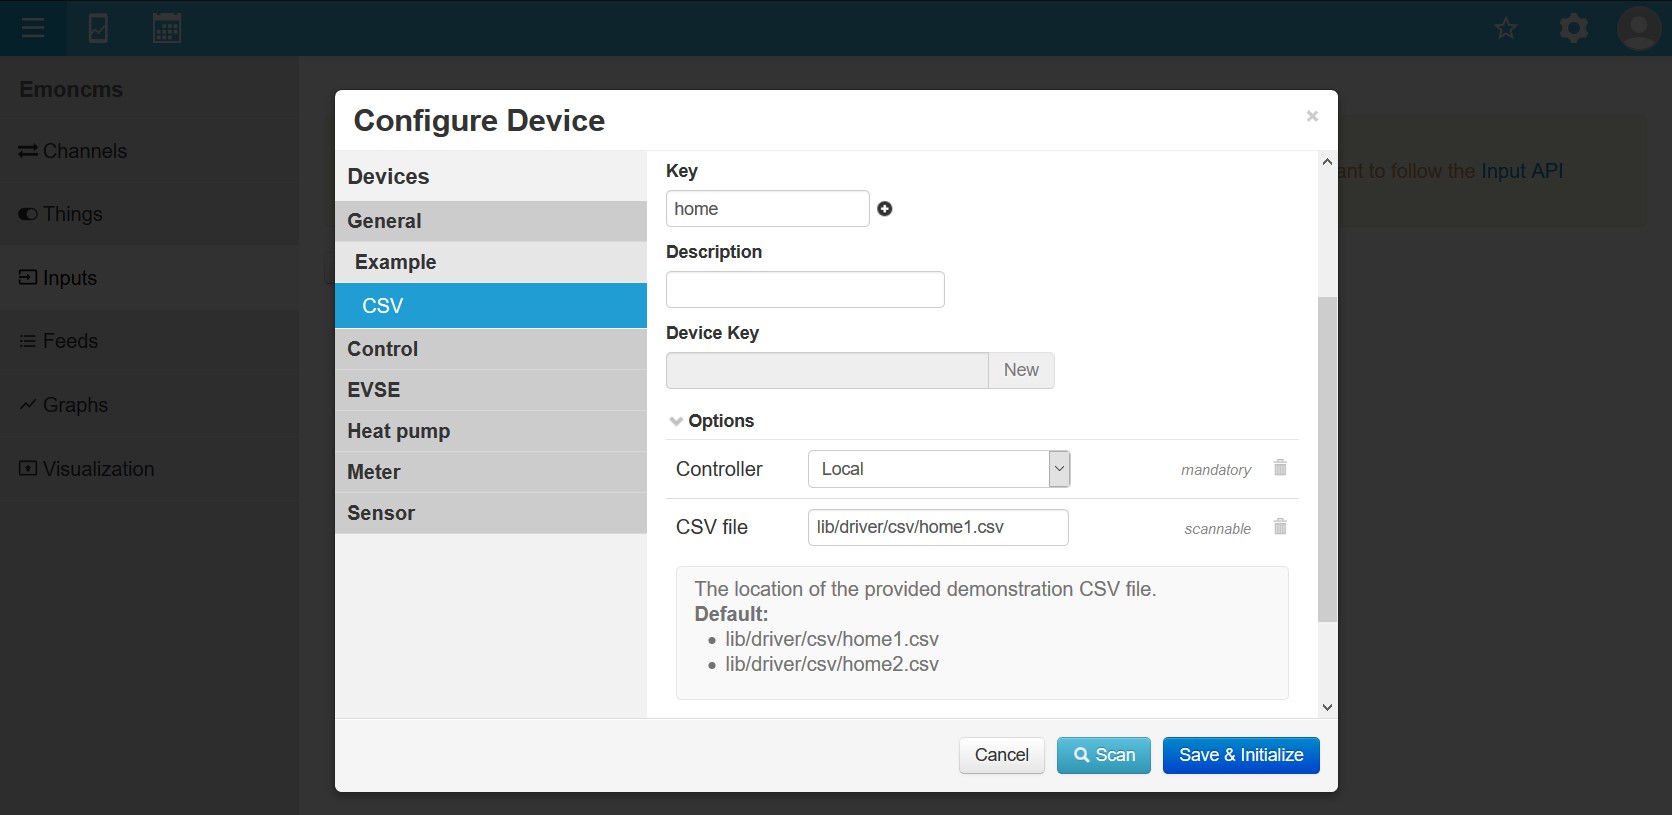 Emoncms
Channels
Things
Inputs
Feeds
Graphs
Visualization
ant to follow the Input API
Configure Device
×
Devices
General
Example
CSV
Control
EVSE
Heat pump
Meter
Sensor
Key
home
Description
Device Key
New
Options
Controller
Local
mandatory
CSV file
lib/driver/csv/home1.csv
scannable
The location of the provided demonstration CSV file.
Default:
• lib/driver/csv/home1.csv
• lib/driver/csv/home2.csv
Cancel
Scan
Save & Initialize